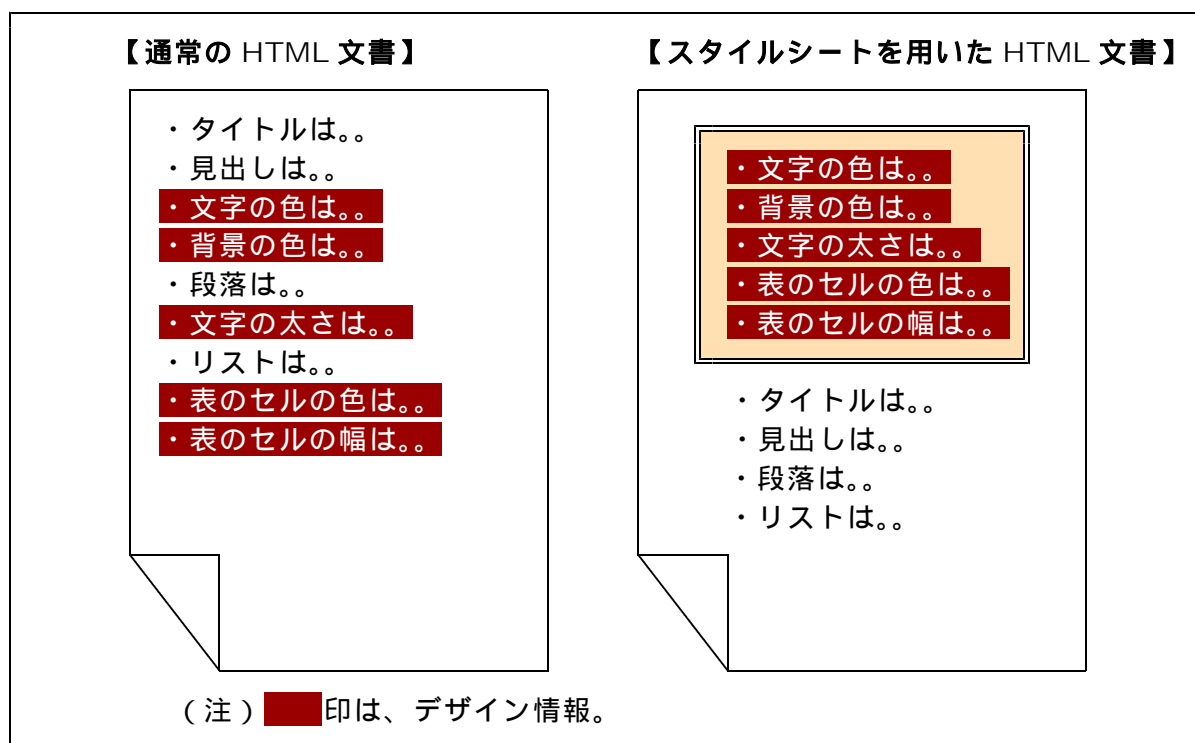 【通常の HTML 文書】
・タイトルは。。
・見出しは。。
・文字の色は。。
・背景の色は。。
・段落は。。
・文字の太さは。。
・リストは。。
・表のセルの色は。。
・表のセルの幅は。。
【スタイルシートを用いた HTML 文書】
・文字の色は。。
・背景の色は。。
・文字の太さは。。
・表のセルの色は。。
・表のセルの幅は。。
・タイトルは。。
・見出しは。。
・段落は。。
・リストは。。
(注) 印は、デザイン情報。